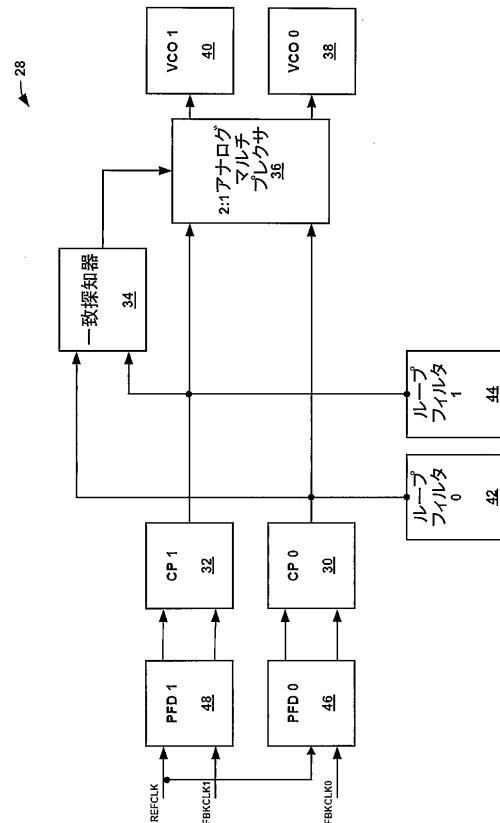 28
VCO 1
40
VCO 0
38
2:1アナログ
マルチ
プレクサ
36
一致探知器
34
ループ
フィルタ
1
44
ループ
フィルタ
0
42
CP 1
32
CP 0
30
PFD 1
48
PFD 0
46
REFCLK
FBKCLK1
FBKCLK0